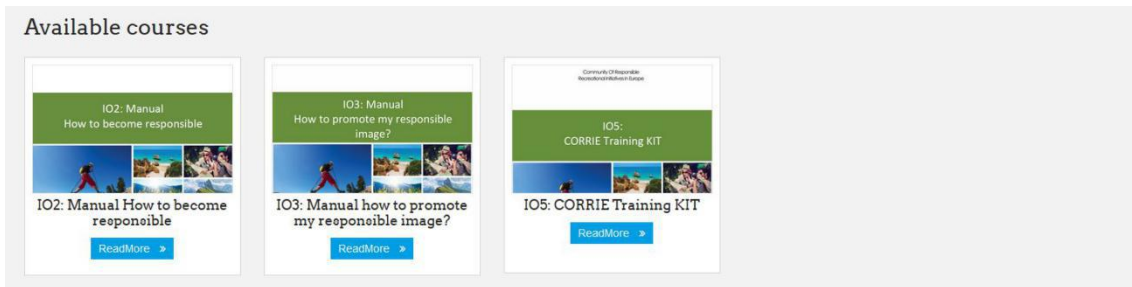 Available courses
IO2: Manual
How to become responsible
IO2: Manual How to become
responsible
ReadMore »
IO3: Manual
How to promote my responsible
image?
IO3: Manual how to promote
my responsible image?
ReadMore »
Community Of Responsible
Recreational Initiatives in Europe
IO5:
CORRIE Training KIT
IO5: CORRIE Training KIT
ReadMore »